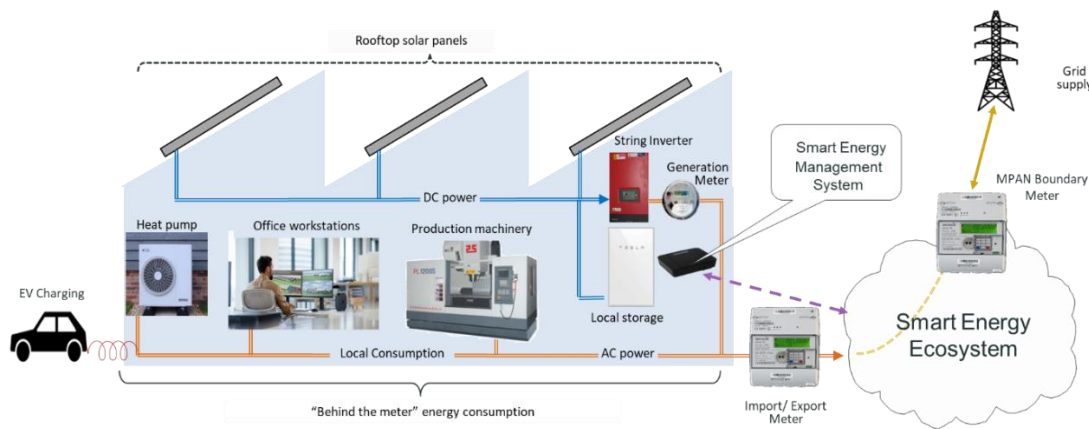 Rooftop solar panels
Grid
supply
String Inverter
Generation
Meter
Smart Energy
Management
System
MPAN Boundary
Meter
DC power
Heat pump
Office workstations
Production machinery
TESLA
EV Charging
Local storage
Smart Energy
Ecosystem
Local Consumption
AC power
Import/ Export
Meter
“Behind the meter” energy consumption